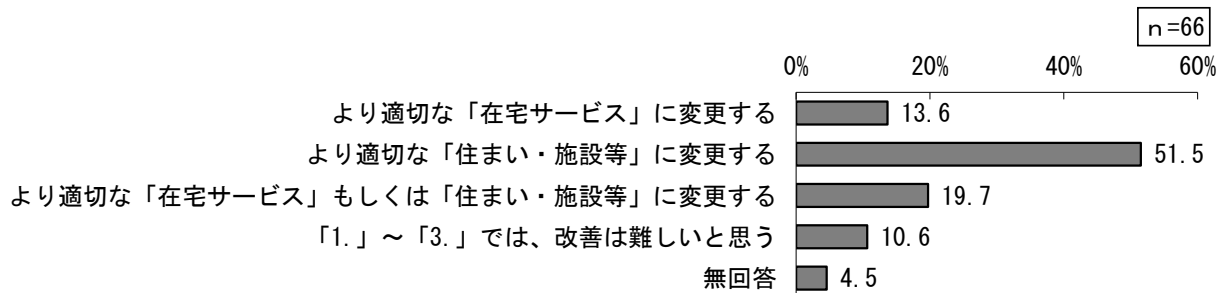 ｎ=66
0% 20% 40% 60%
より適切な「在宅サービス」に変更する 13.6
より適切な「住まい・施設等」に変更する 51.5
より適切な「在宅サービス」もしくは「住まい・施設等」に変更する 19.7
「1.」～「3.」では、改善は難しいと思う 10.6
無回答 4.5